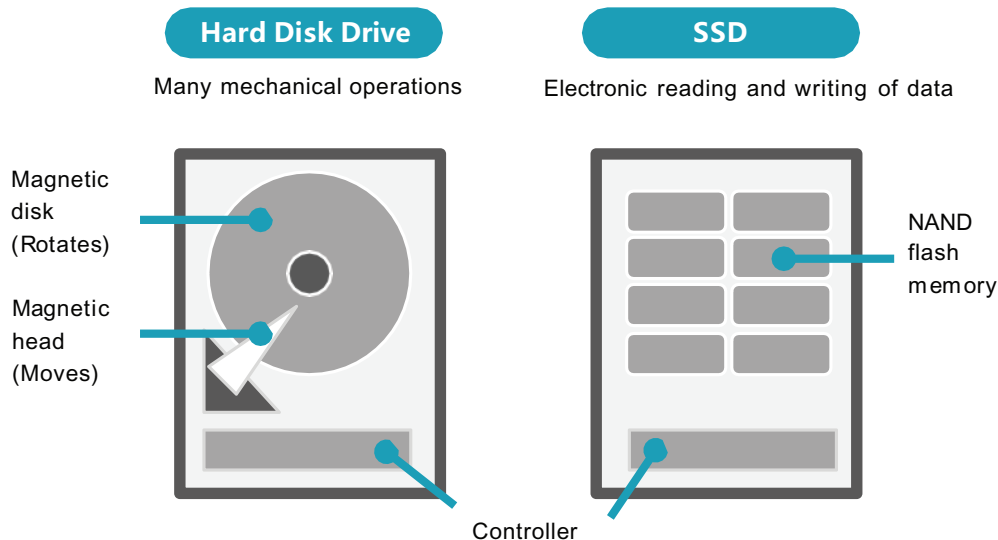 Hard Disk Drive
SSD
Many mechanical operations
Electronic reading and writing of data
Magnetic
disk
(Rotates)
Magnetic
head
(Moves)
NAND
flash
memory
Controller